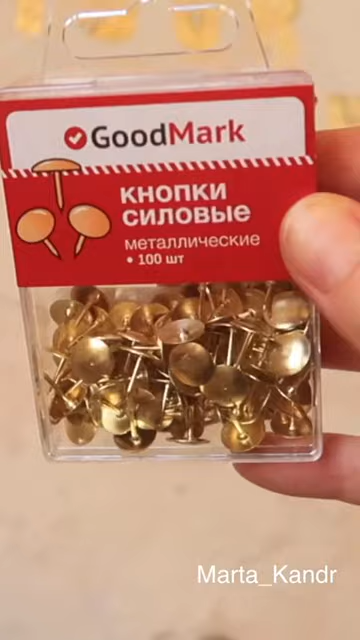 GoodMark
КНОПКИ
СИЛОВЫЕ
металлические
• 100 шт
Marta_Kandr